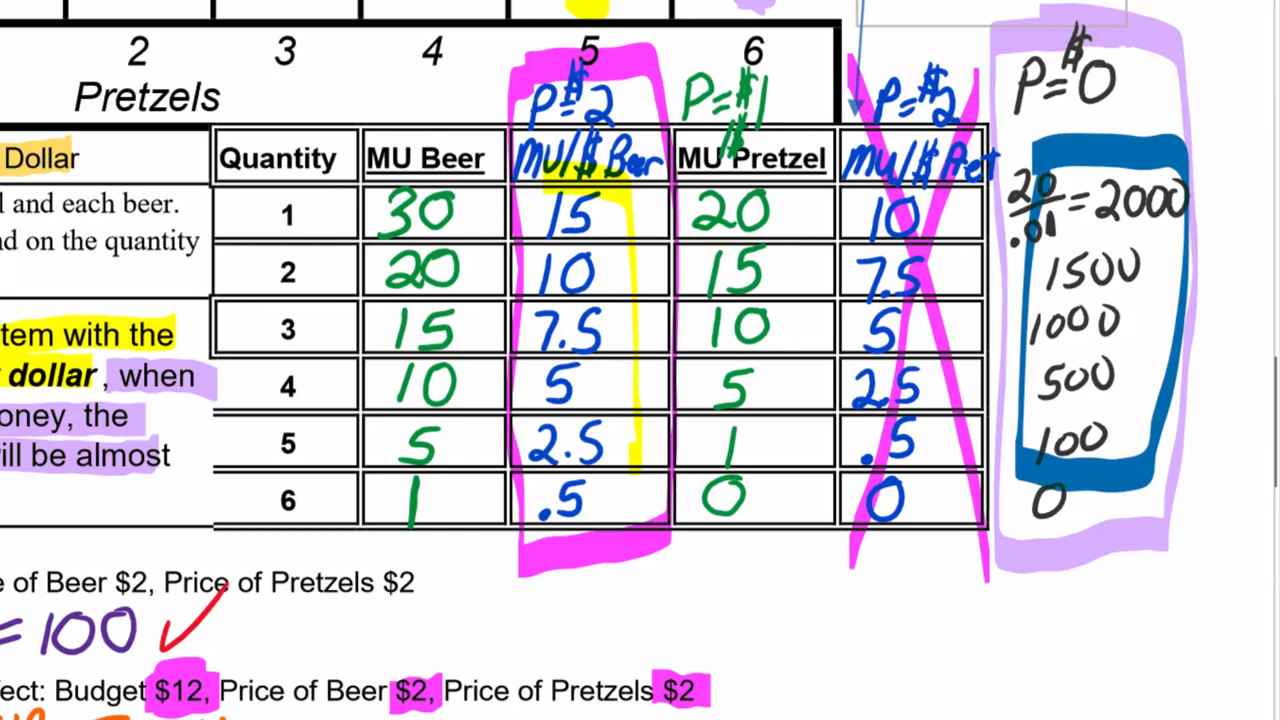 2 3 4 5 6
Pretzels
P=$2 P=$1 P=$2 P=$0
Dollar Quantity MU Beer MU/$ Beer MU Pretzel MU/$ Pret
$
l and each beer.
nd on the quantity
1 30 15 20 10 20/.01 = 2000
2 20 10 15 7.5 1500
tem with the
3 15 7.5 10 5 1000
dollar, when
4 10 5 5 2.5 500
oney, the
5 5 2.5 1 .5 100
ill be almost
6 1 .5 0 0 0
e of Beer $2, Price of Pretzels $2
= 100 ✓
ect: Budget $12, Price of Beer $2, Price of Pretzels $2